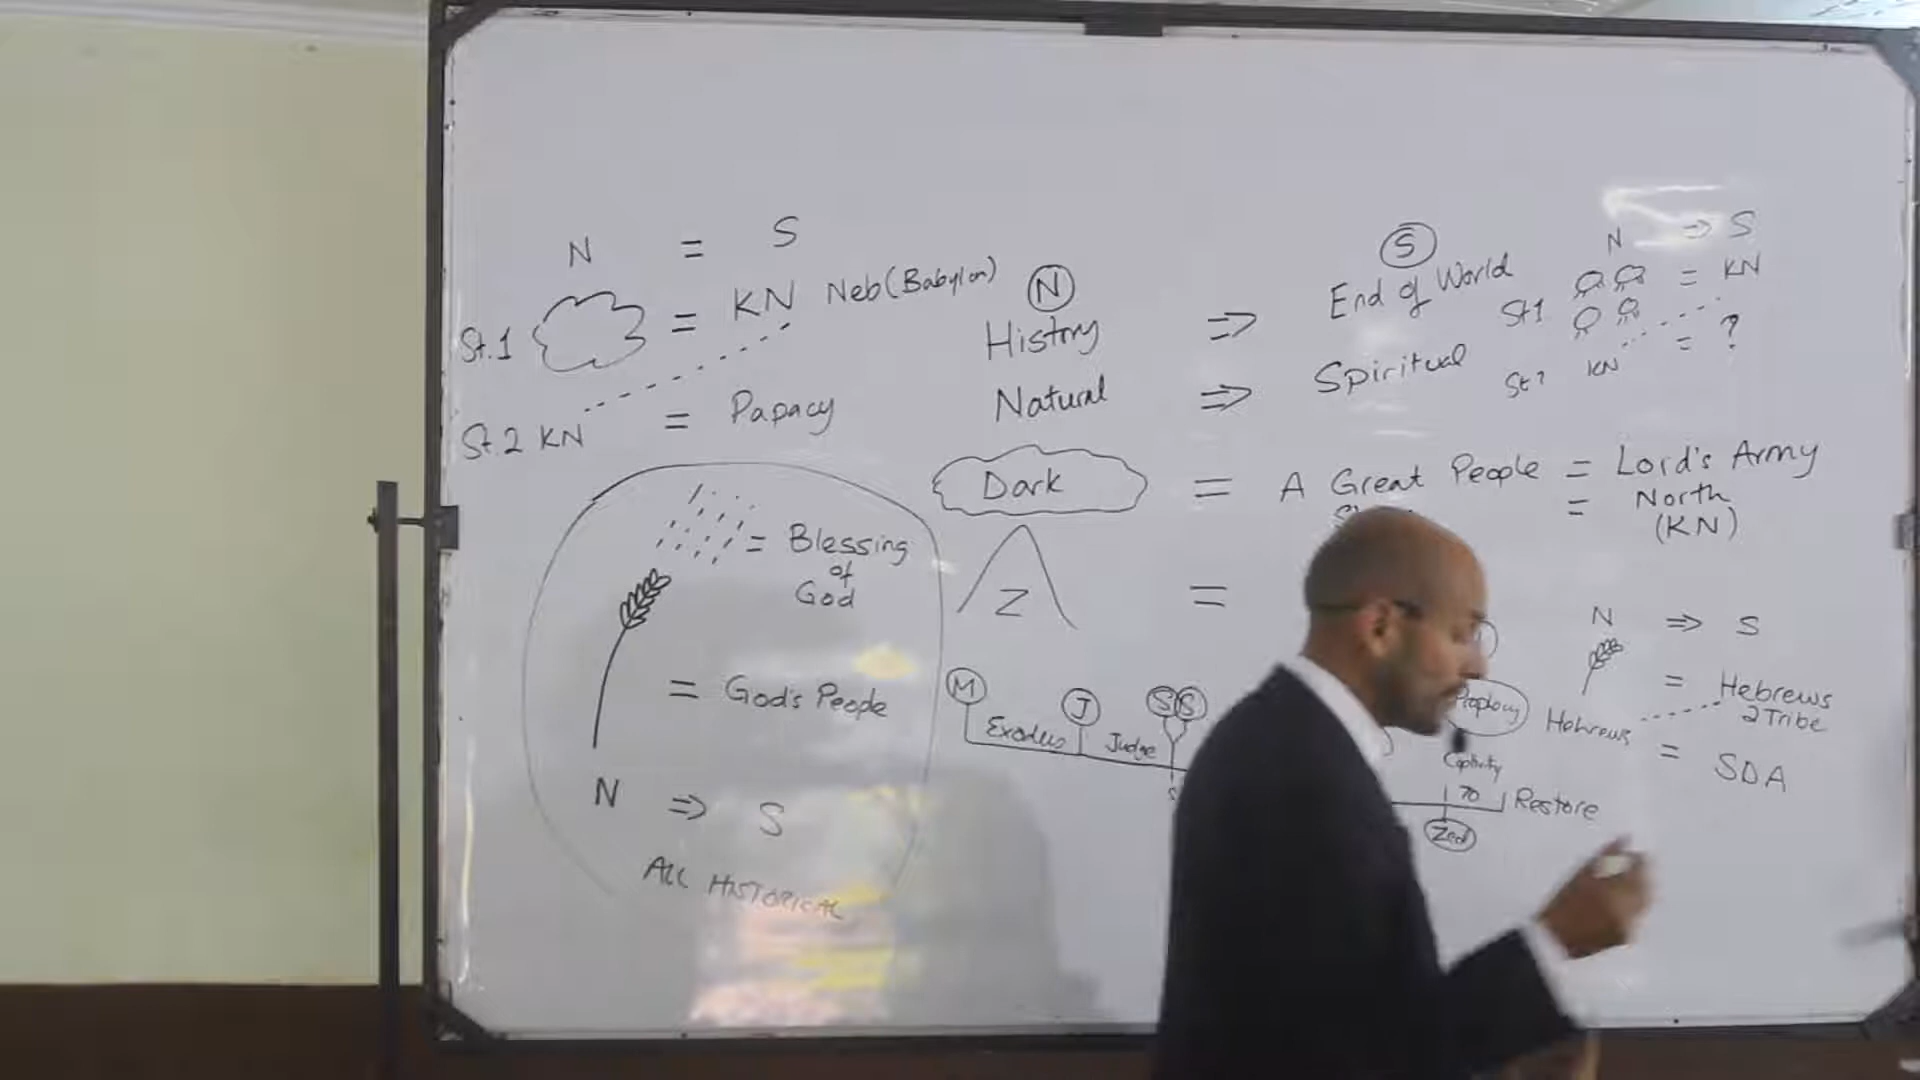 N = S
St.1 = KN Neb(Babylon)
St.2 KN = Papacy
= Blessing
of
God
= God's People
N ⇒ S
ALL HISTORICAL
N
S
History ⇒ End of World
Natural ⇒ Spiritual
Dark = A Great People = Lord's Army
= North
(KN)
Z =
M
J
S S
Exodus
Judge
Prophecy
Captivity
70
Restore
Zed
N ⇒ S
St1 = KN
St? KN = ?
N ⇒ S
= Hebrews
2 Tribe
Hebrews
= SDA